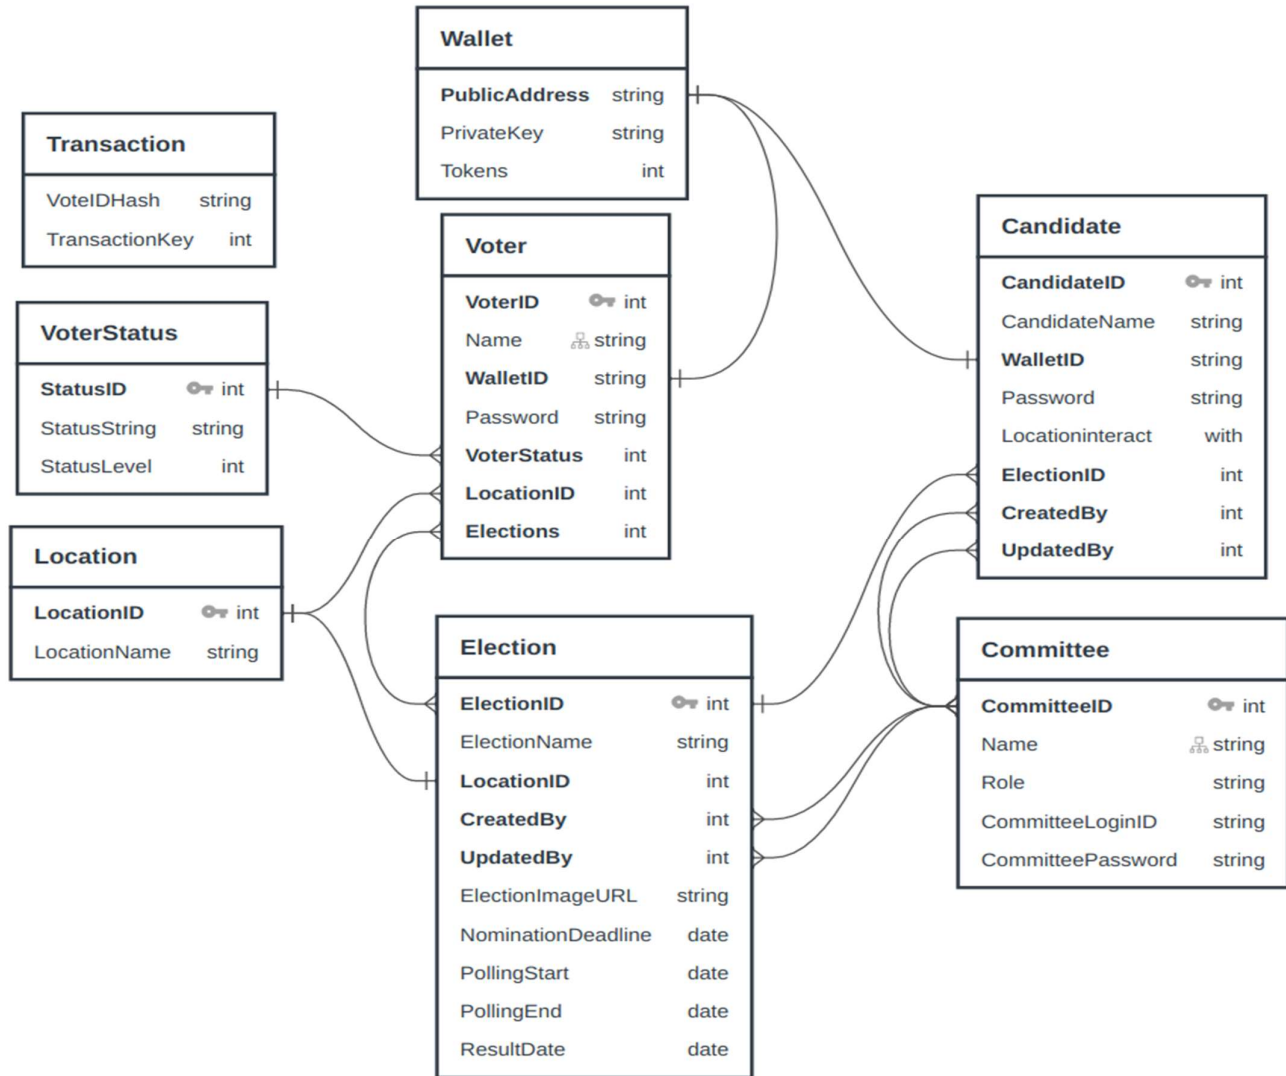 Wallet
PublicAddress string
PrivateKey string
Tokens int
Transaction
VoteIDHash string
TransactionKey int
Voter
VoterID int
Name string
WalletID string
Password string
VoterStatus int
LocationID int
Elections int
Candidate
CandidateID int
CandidateName string
WalletID string
Password string
Locationinteract with
ElectionID int
CreatedBy int
UpdatedBy int
VoterStatus
StatusID int
StatusString string
StatusLevel int
Location
LocationID int
LocationName string
Election
ElectionID int
ElectionName string
LocationID int
CreatedBy int
UpdatedBy int
ElectionImageURL string
NominationDeadline date
PollingStart date
PollingEnd date
ResultDate date
Committee
CommitteeID int
Name string
Role string
CommitteeLoginID string
CommitteePassword string